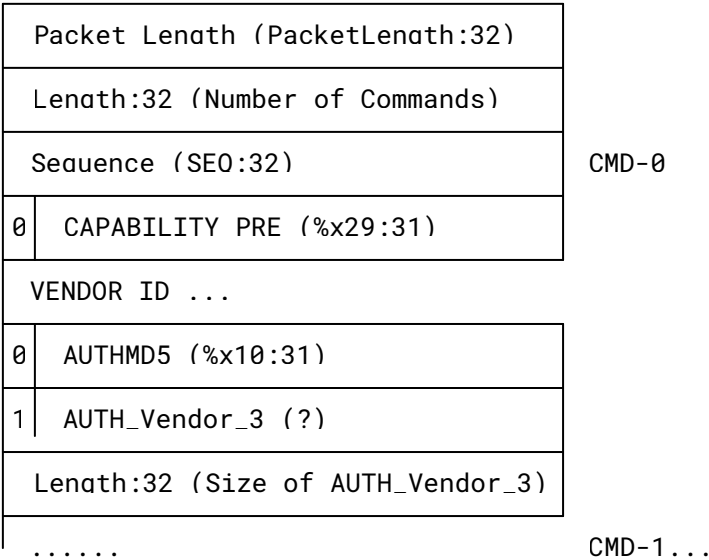 Packet Length (PacketLength:32)
Length:32 (Number of Commands)
Sequence (SEQ:32) CMD-0
0 CAPABILITY PRE (%x29:31)
VENDOR ID ...
0 AUTHMD5 (%x10:31)
1 AUTH_Vendor_3 (?)
Length:32 (Size of AUTH_Vendor_3)
...... CMD-1...